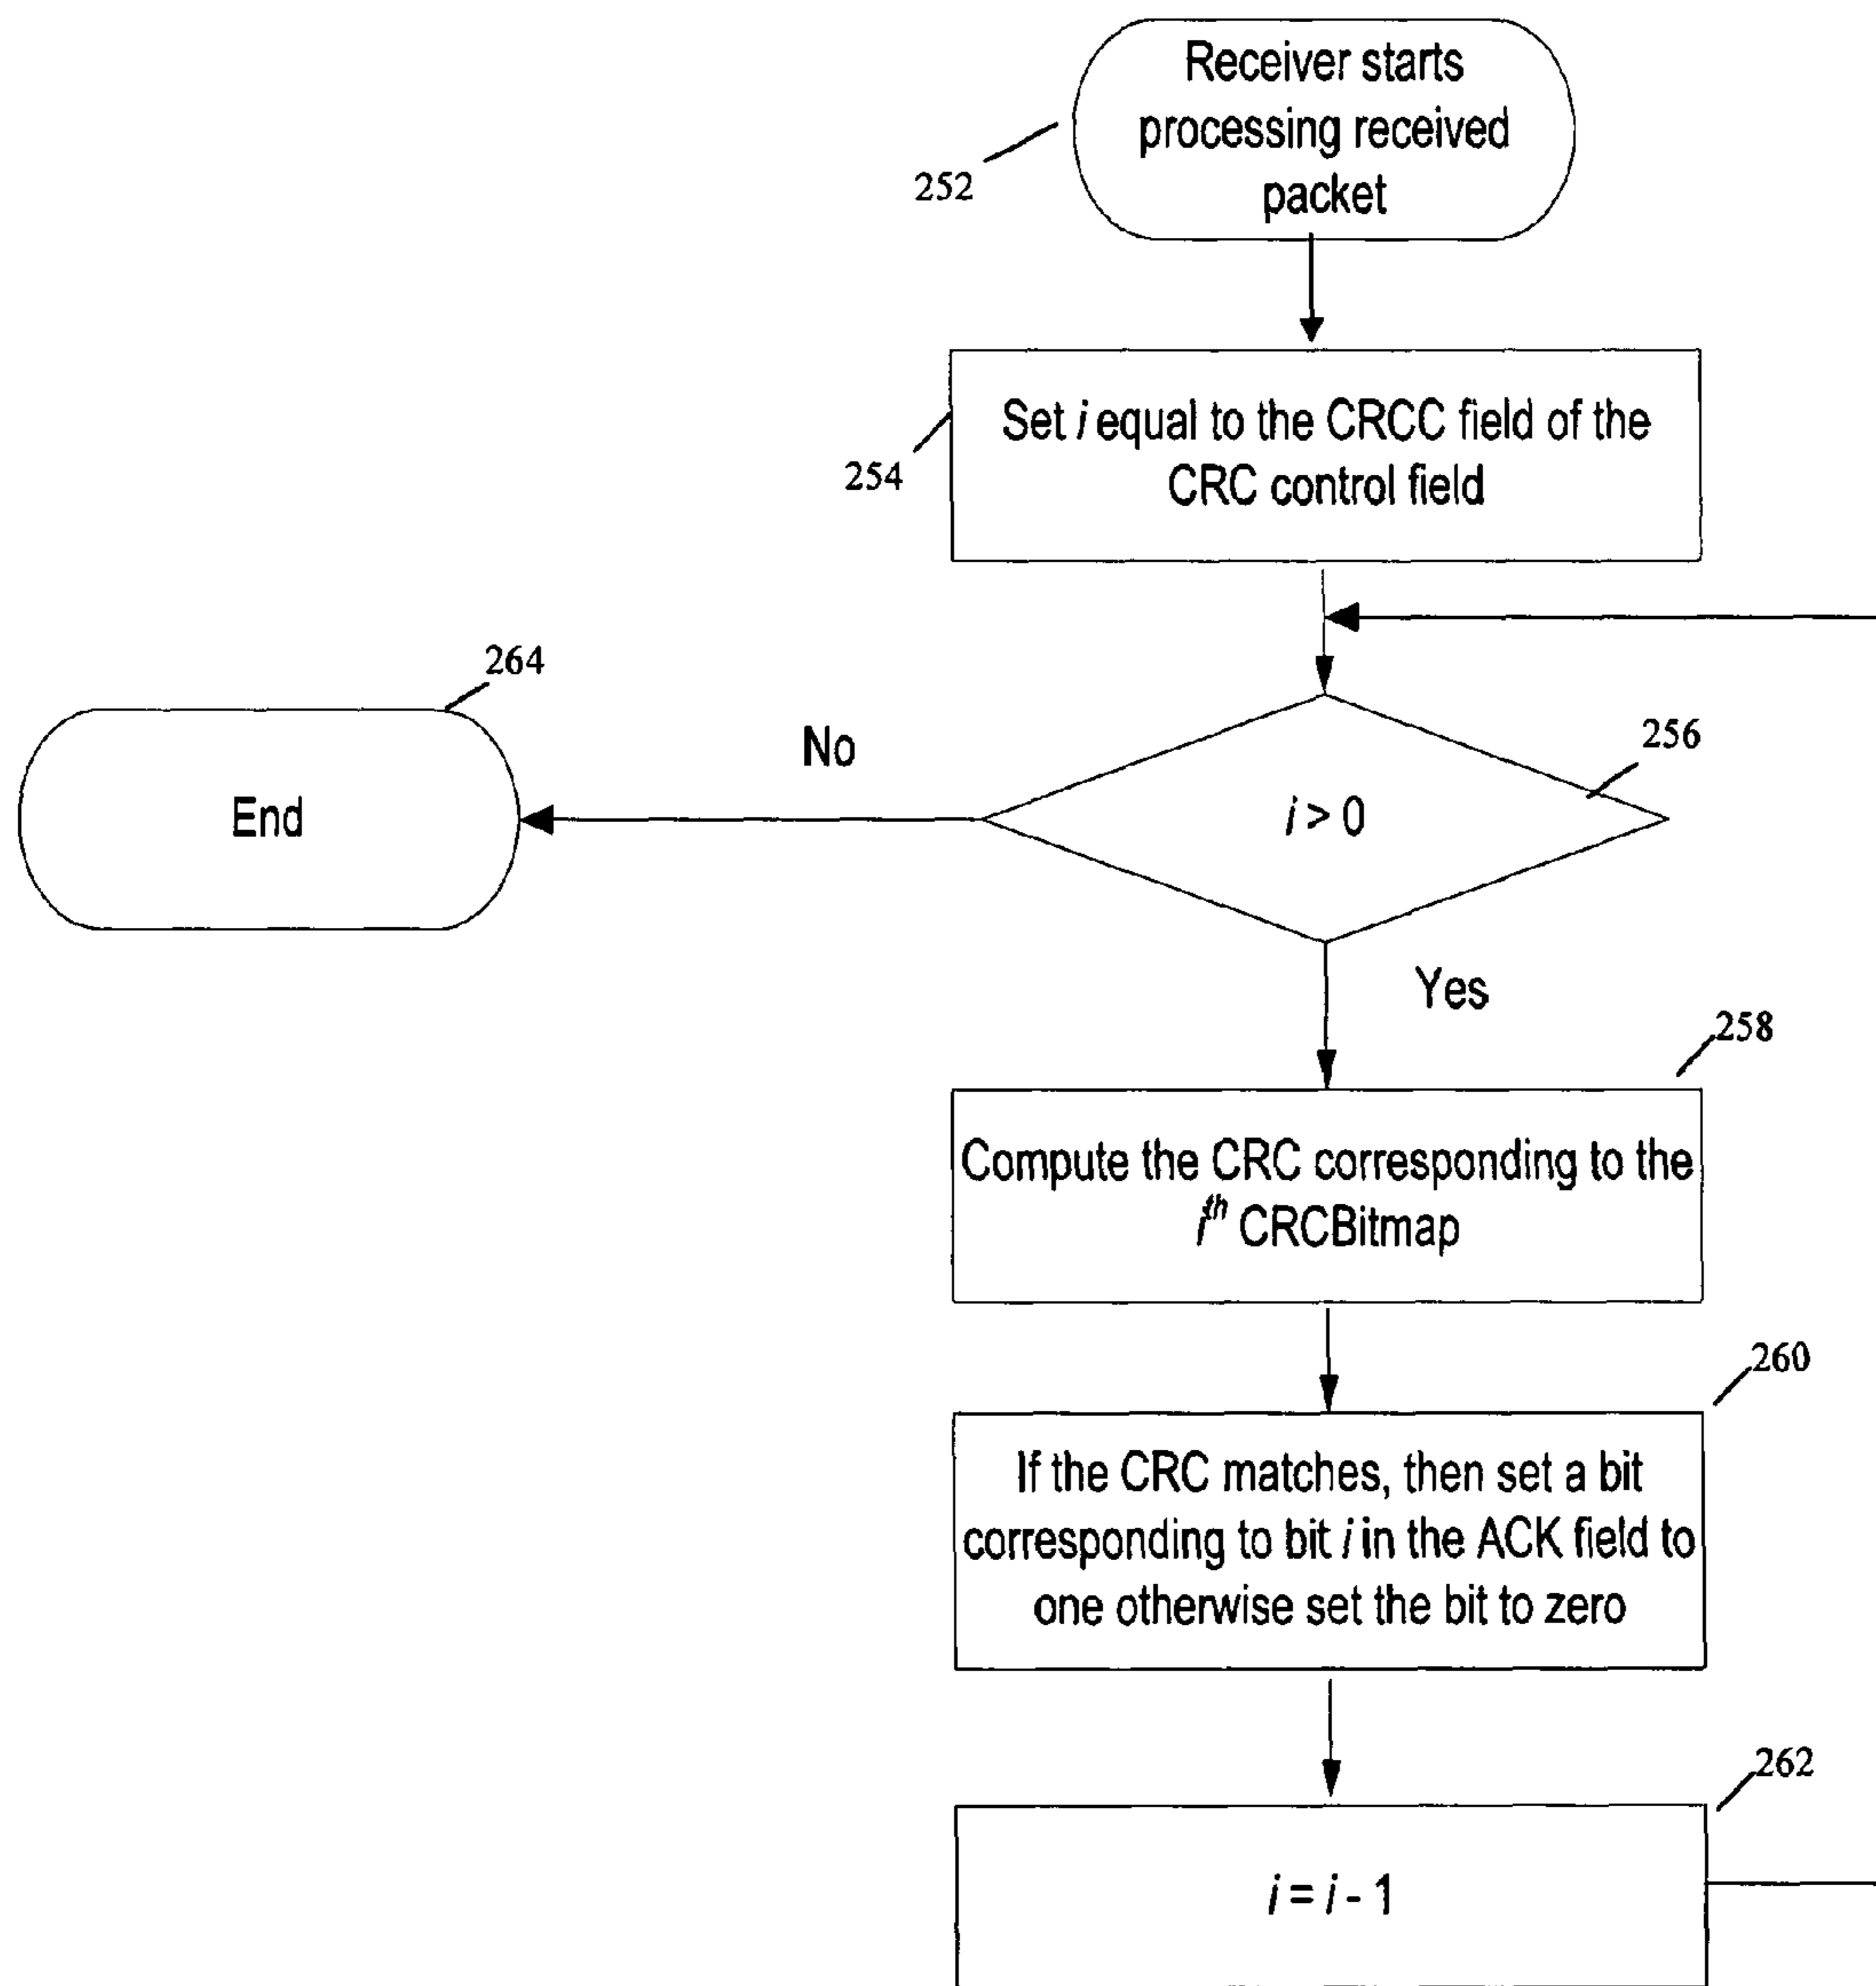 Receiver starts
processing received
packet
252
Set i equal to the CRCC field of the
CRC control field
254
264
End
No
i > 0
256
Yes
258
Compute the CRC corresponding to the
i^th CRCBitmap
260
If the CRC matches, then set a bit
corresponding to bit i in the ACK field to
one otherwise set the bit to zero
262
i = i - 1